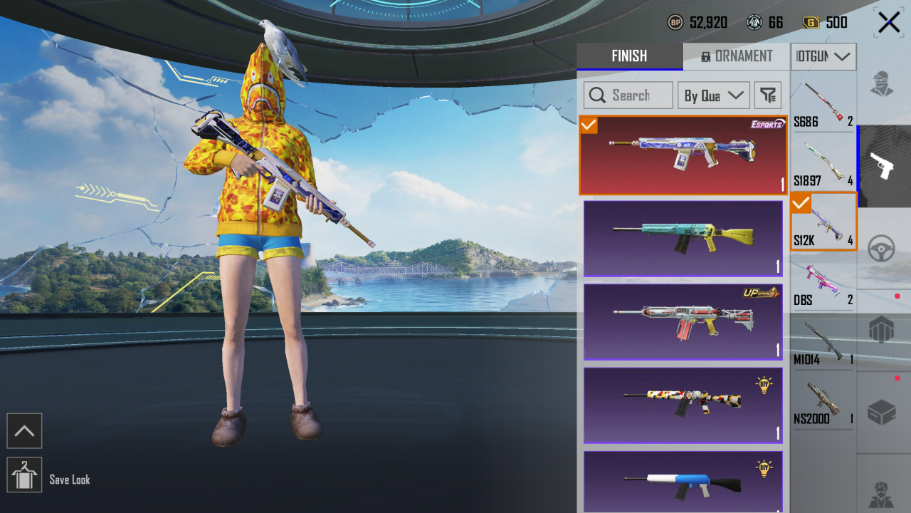 BP 52,920 66 G 500
FINISH ORNAMENT
Search By Qua
ESPORTS
1
1
UP
1
1
S686 2
S1897 4
S12K 4
DBS 2
M1014 1
NS2000 1
Save Look